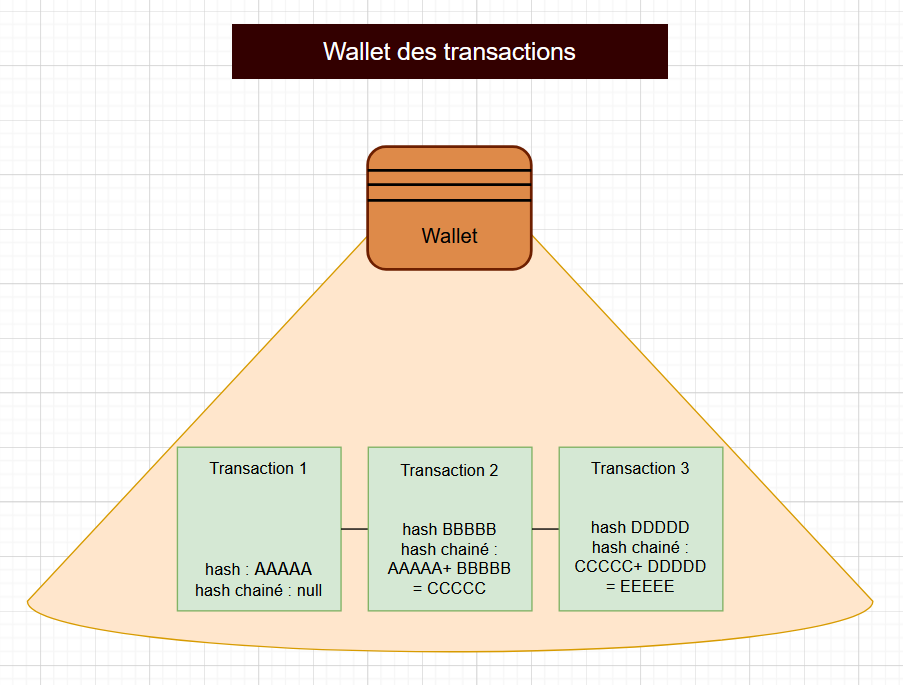 Wallet des transactions
Wallet
Transaction 1
hash : AAAAA
hash chainé : null
Transaction 2
hash BBBBB
hash chainé :
AAAAA+ BBBBB
= CCCCC
Transaction 3
hash DDDDD
hash chainé :
CCCCC+ DDDDD
= EEEEE